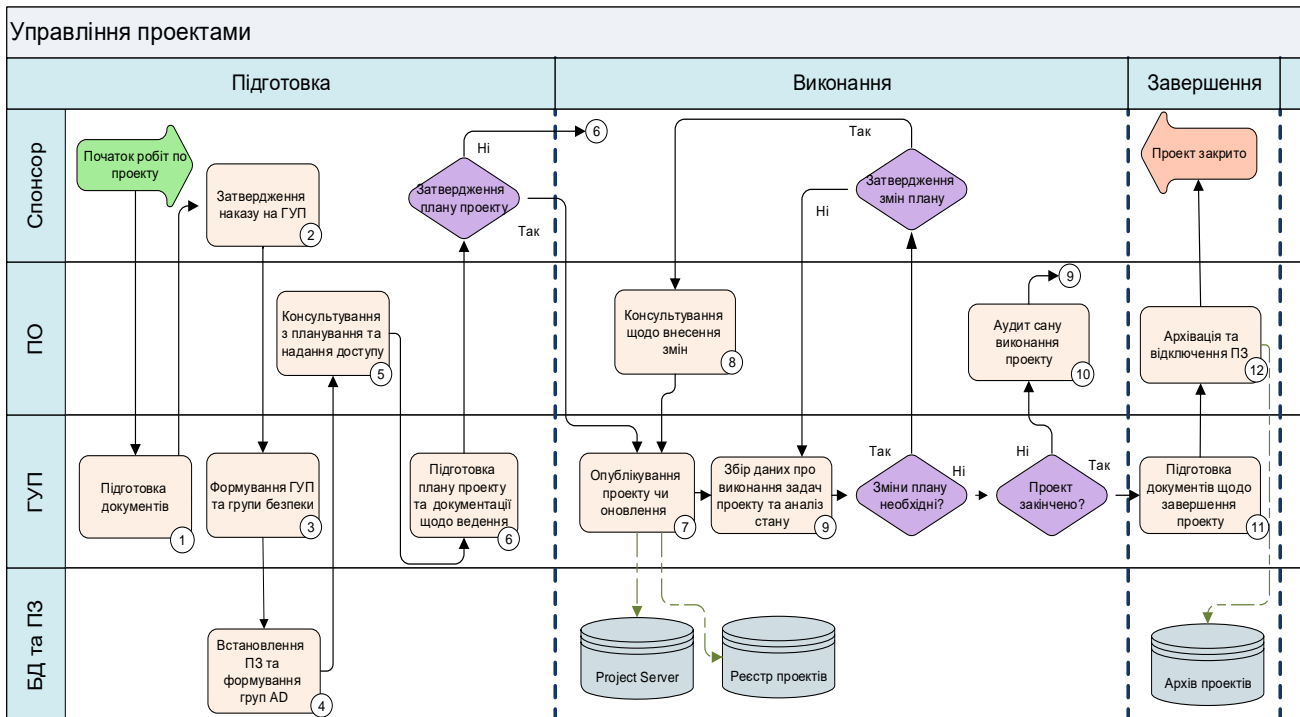 Управління проектами
Підготовка
Виконання
Завершення
Спонсор
Початок робіт по
проекту
Затвердження
наказу на ГУП
2
Затвердження
плану проекту
Ні
6
Так
Так
Затвердження
змін плану
Ні
Проект закрито
ПО
Консультування
з планування та
надання доступу
5
Консультування
щодо внесення
змін
8
9
Аудит сану
виконання
проекту
10
Архівація та
відключення ПЗ
12
ГУП
Підготовка
документів
1
Формування ГУП
та групи безпеки
3
Підготовка
плану проекту
та документації
щодо ведення
6
Опублікування
проекту чи
оновлення
7
Збір даних про
виконання задач
проекту та аналіз
стану
9
Так
Зміни плану
необхідні?
Ні
Ні
Проект
закінчено?
Так
Підготовка
документів щодо
завершення
проекту
11
БД та ПЗ
Встановлення
ПЗ та
формування
груп AD
4
Project Server
Реєстр проектів
Архів проектів